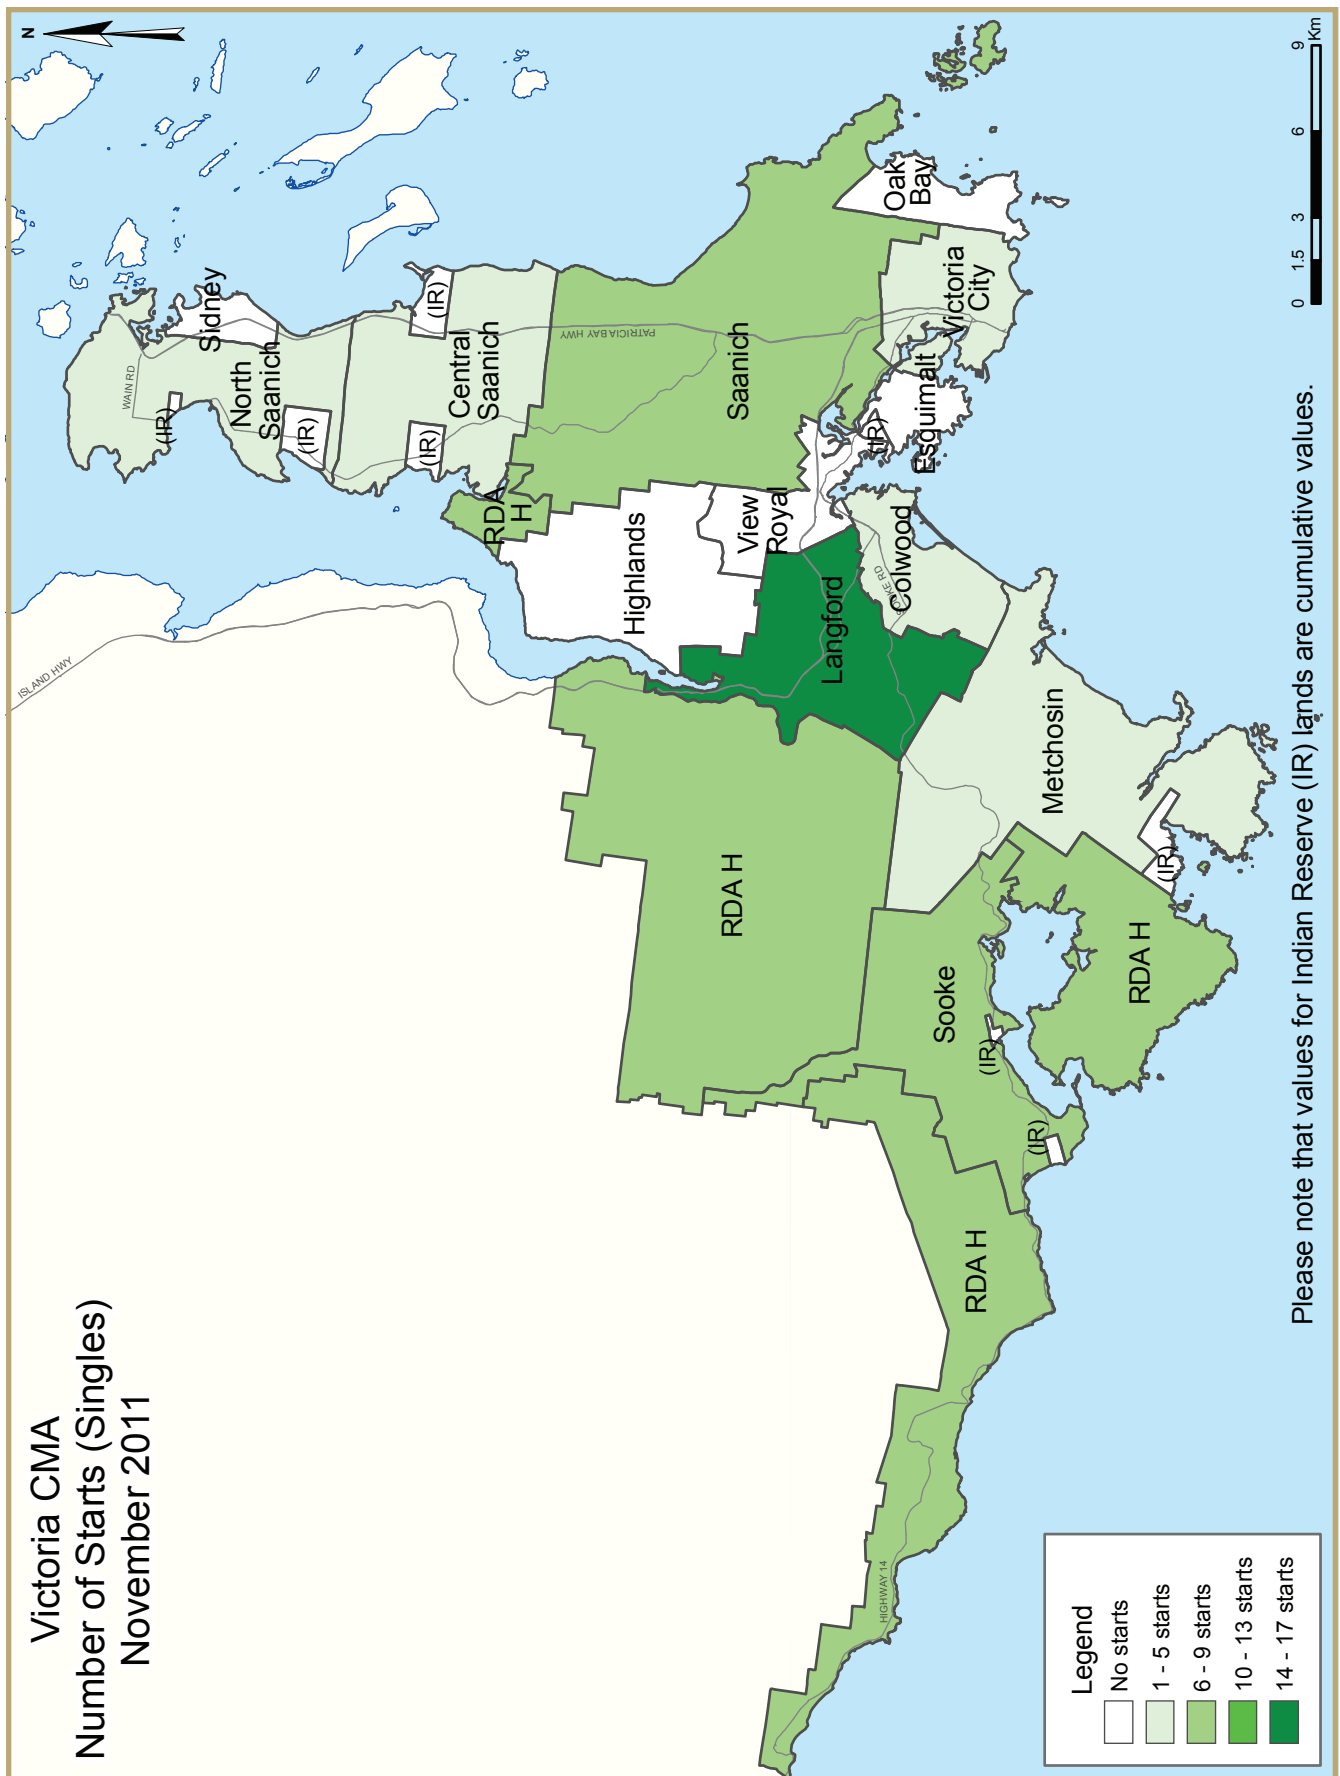 Victoria CMA
Number of Starts (Singles)
November 2011
N
ISLAND HWY
WAIN RD
Sidney
North
Saanich
(IR)
(IR)
(IR)
(IR)
Central
Saanich
PATRICIA BAY HWY
RDA
H
Saanich
Highlands
View
Royal
Oak
Bay
Victoria
City
Esquimalt
(IR)
Langford
Colwood
SOOKE RD
Metchosin
(IR)
RDA H
Sooke
(IR)
(IR)
RDA H
RDA H
HIGHWAY 14
Legend
No starts
1 - 5 starts
6 - 9 starts
10 - 13 starts
14 - 17 starts
0 1.5 3 6 9 Km
Please note that values for Indian Reserve (IR) lands are cumulative values.